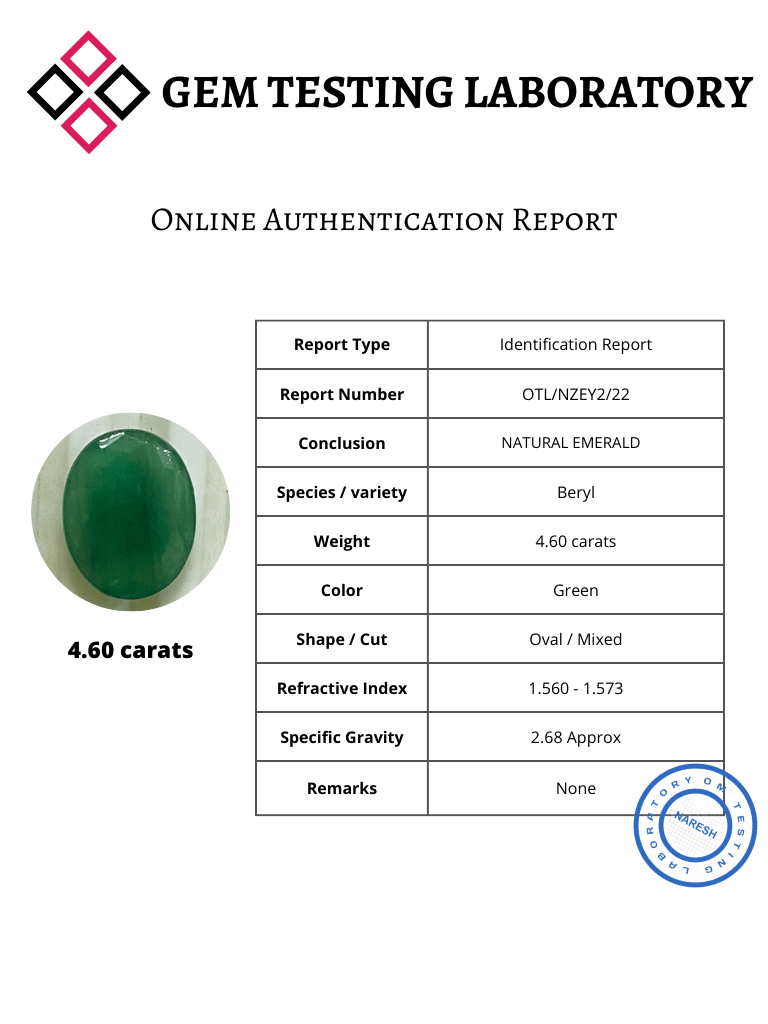 GEM TESTING LABORATORY
Online Authentication Report
Report Type Identification Report
Report Number OTL/NZEY2/22
Conclusion NATURAL EMERALD
Species / variety Beryl
Weight 4.60 carats
Color Green
Shape / Cut Oval / Mixed
4.60 carats
Refractive Index 1.560 - 1.573
Specific Gravity 2.68 Approx
Remarks None
OM TESTING LABORATORY
NARESH